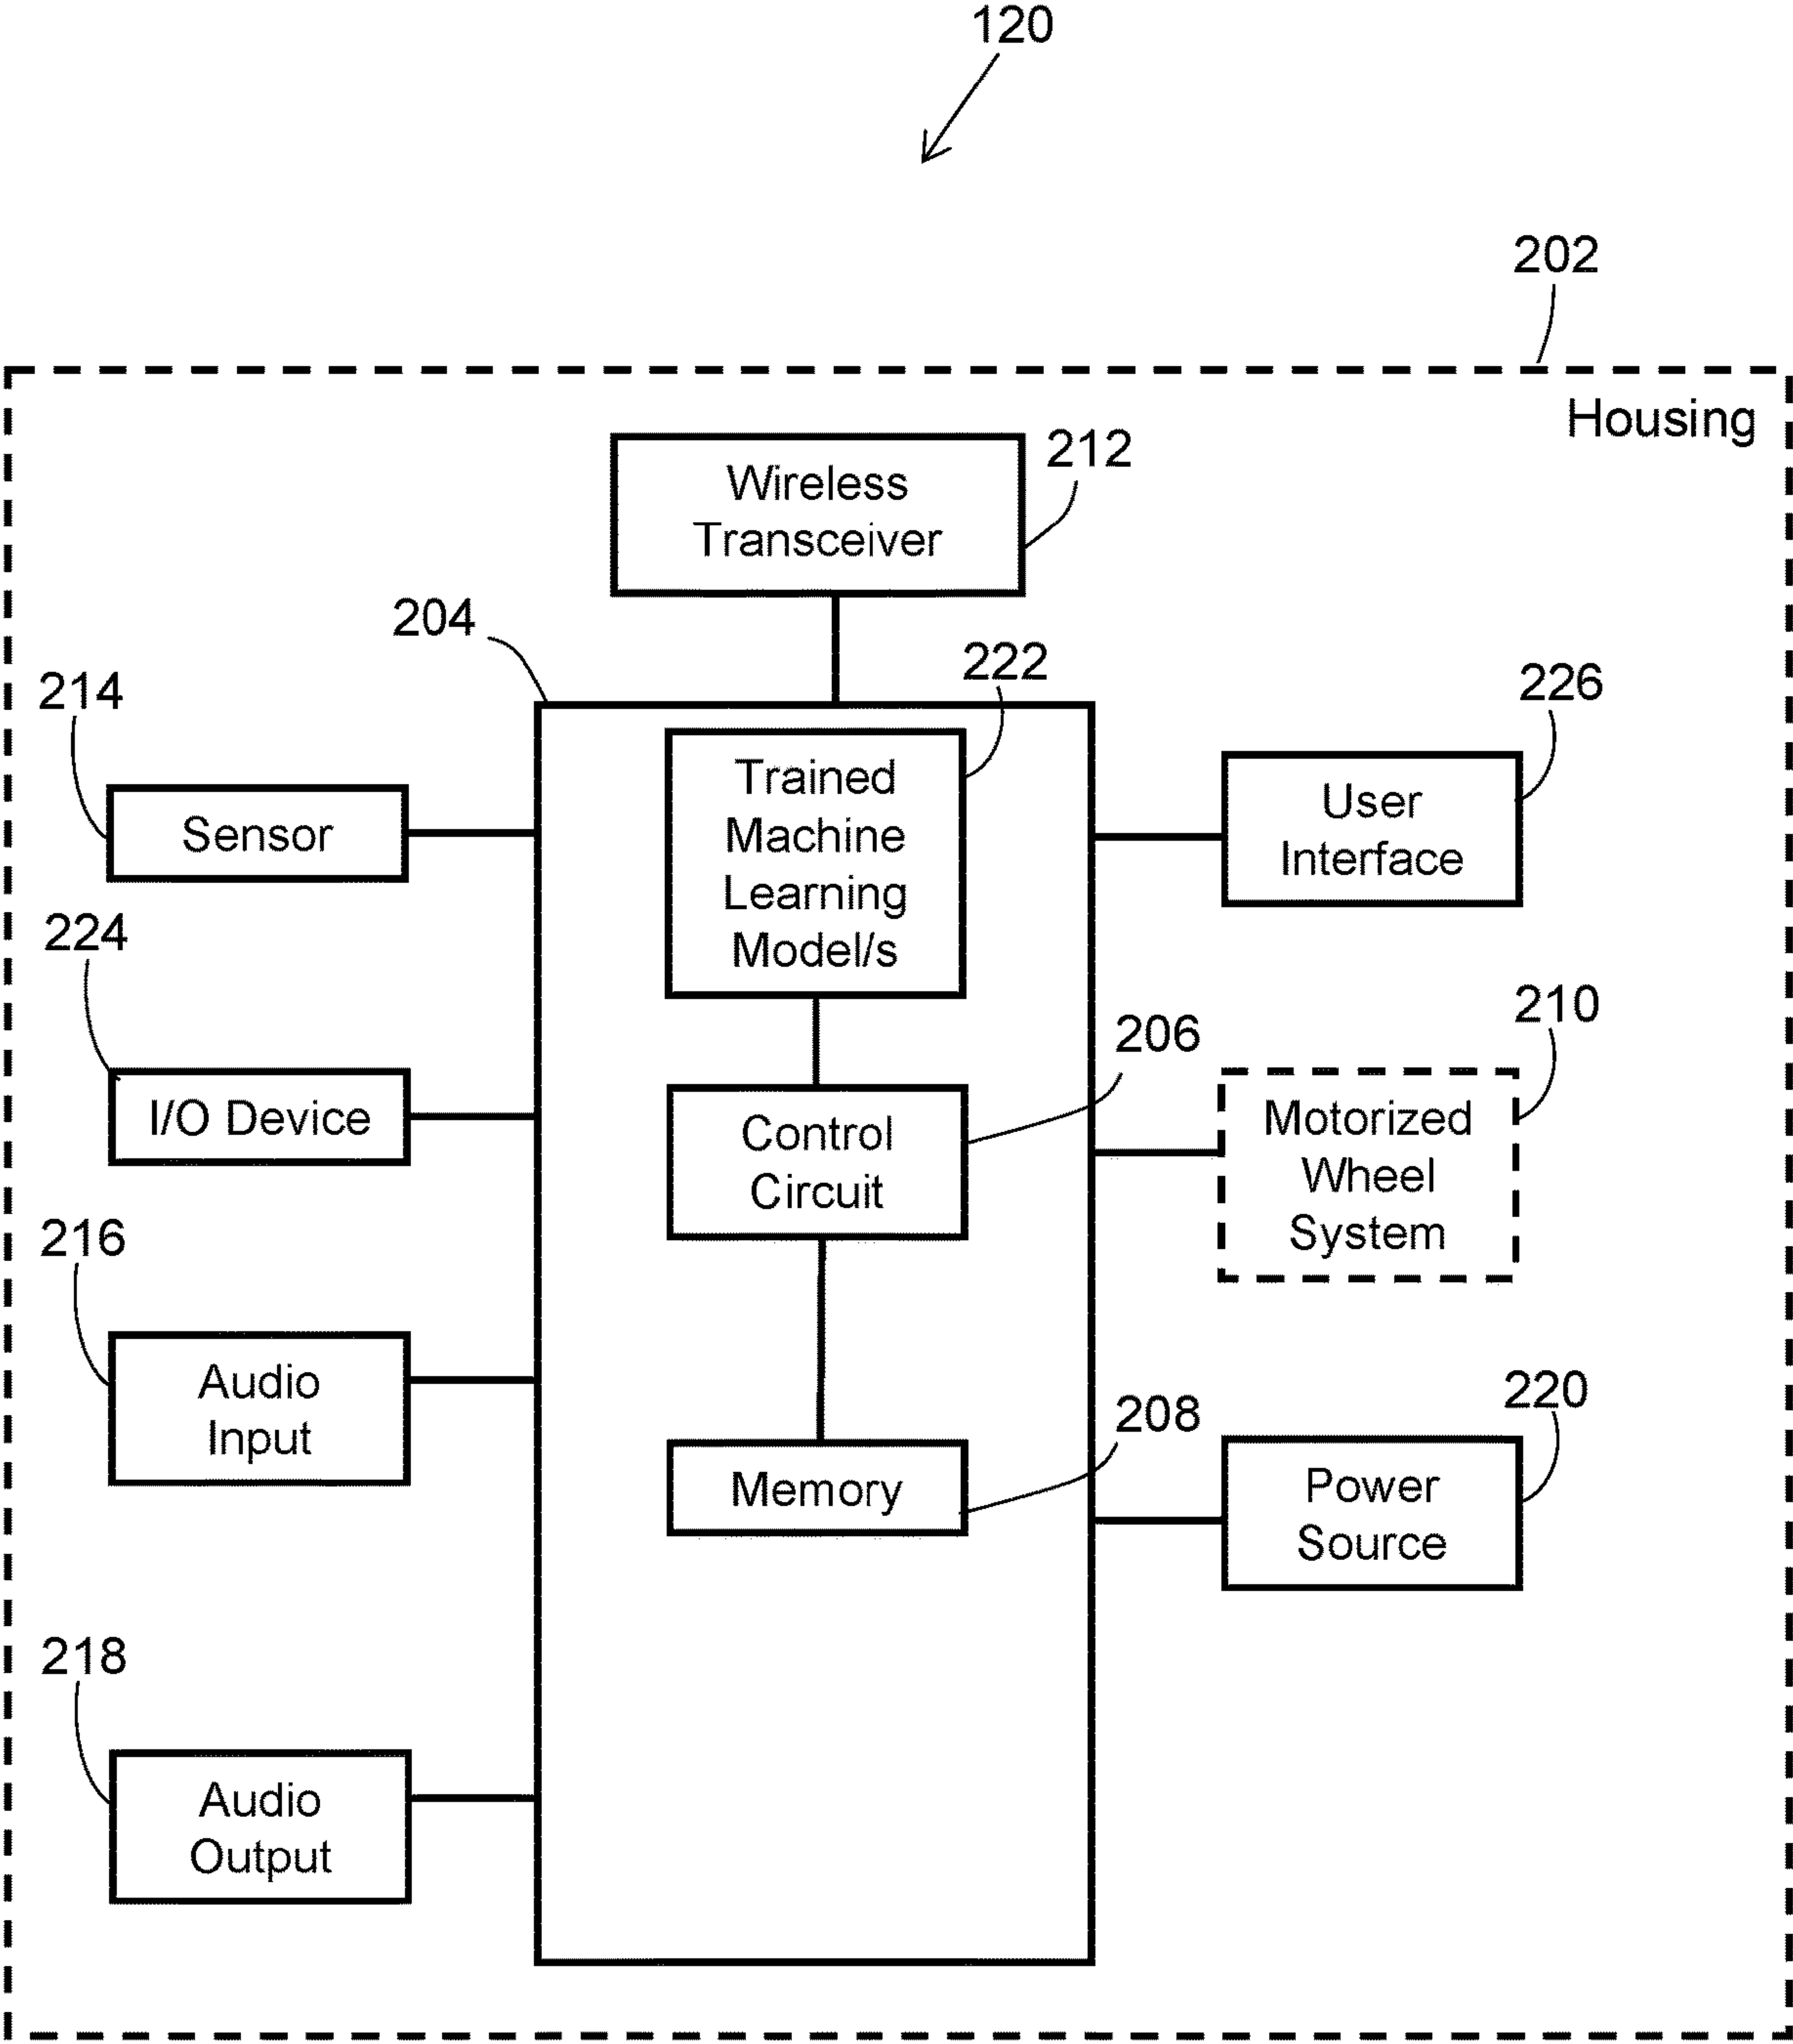 120
202
Housing
212
Wireless
Transceiver
204
222
214
226
Trained
Machine
Learning
Model/s
Sensor
User
Interface
224
210
206
I/O Device
Control
Circuit
Motorized
Wheel
System
216
Audio
Input
208
220
Memory
Power
Source
218
Audio
Output